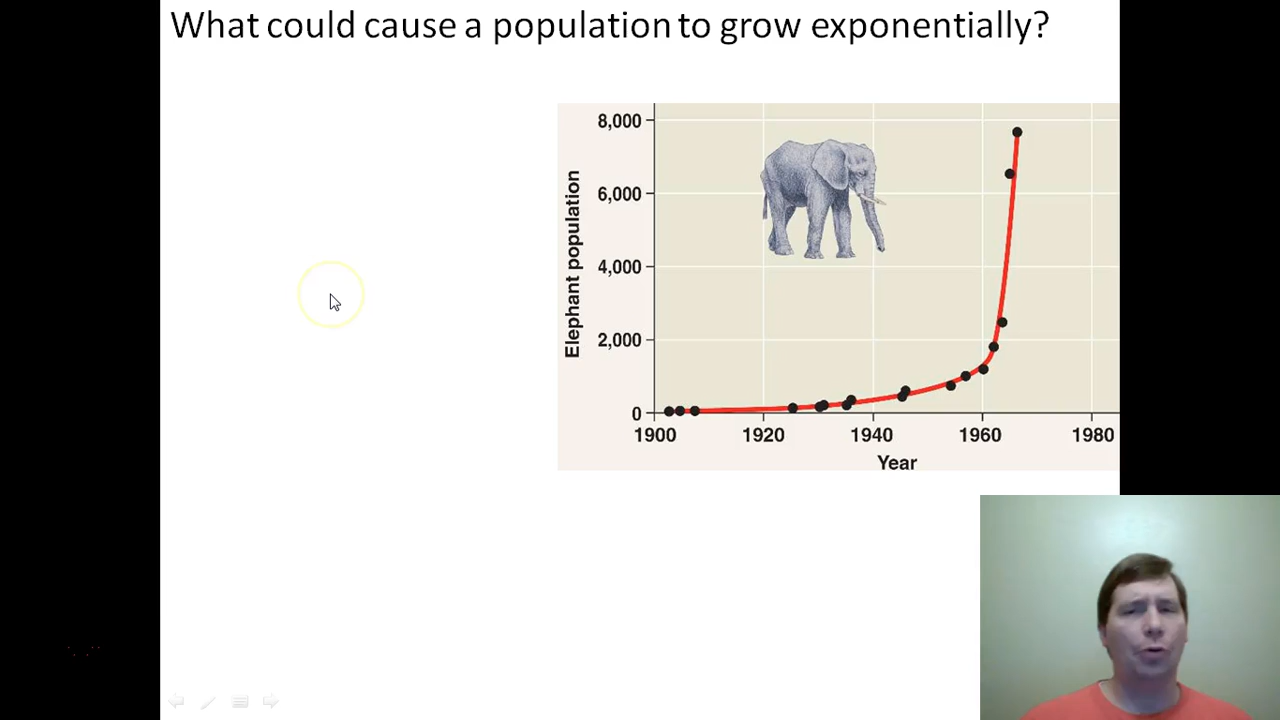 What could cause a population to grow exponentially?
8,000
6,000
4,000
2,000
0
Elephant population
1900 1920 1940 1960 1980
Year